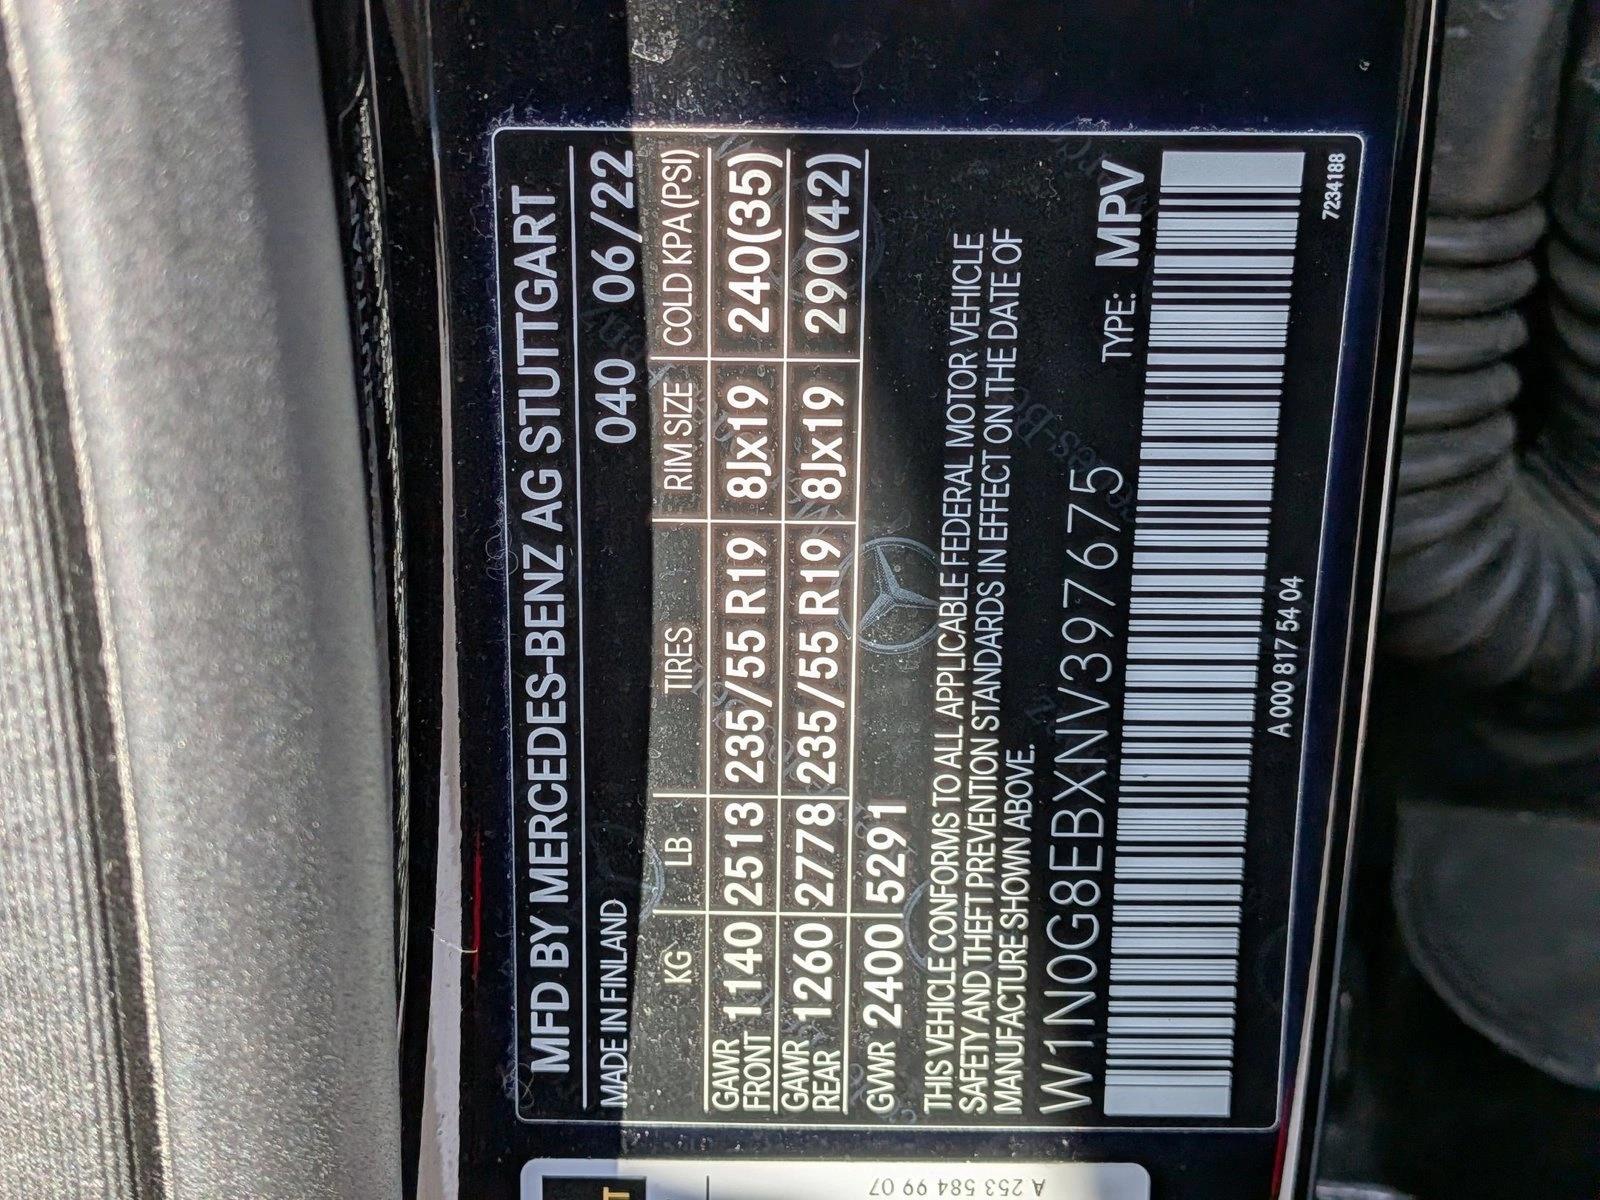 MFD BY MERCEDES-BENZ AG STUTTGART
MADE IN FINLAND 040 06/22
KG LB TIRES RIM SIZE COLD KPA (PSI)
GAWR FRONT 1140 2513 235/55 R19 8Jx19 240(35)
GAWR REAR 1260 2778 235/55 R19 8Jx19 290(42)
GVWR 2400 5291
THIS VEHICLE CONFORMS TO ALL APPLICABLE FEDERAL MOTOR VEHICLE
SAFETY AND THEFT PREVENTION STANDARDS IN EFFECT ON THE DATE OF
MANUFACTURE SHOWN ABOVE.
W1N0G8EBXNV397675 TYPE: MPV
A 000 817 54 04
7234188
A 253 584 99 07